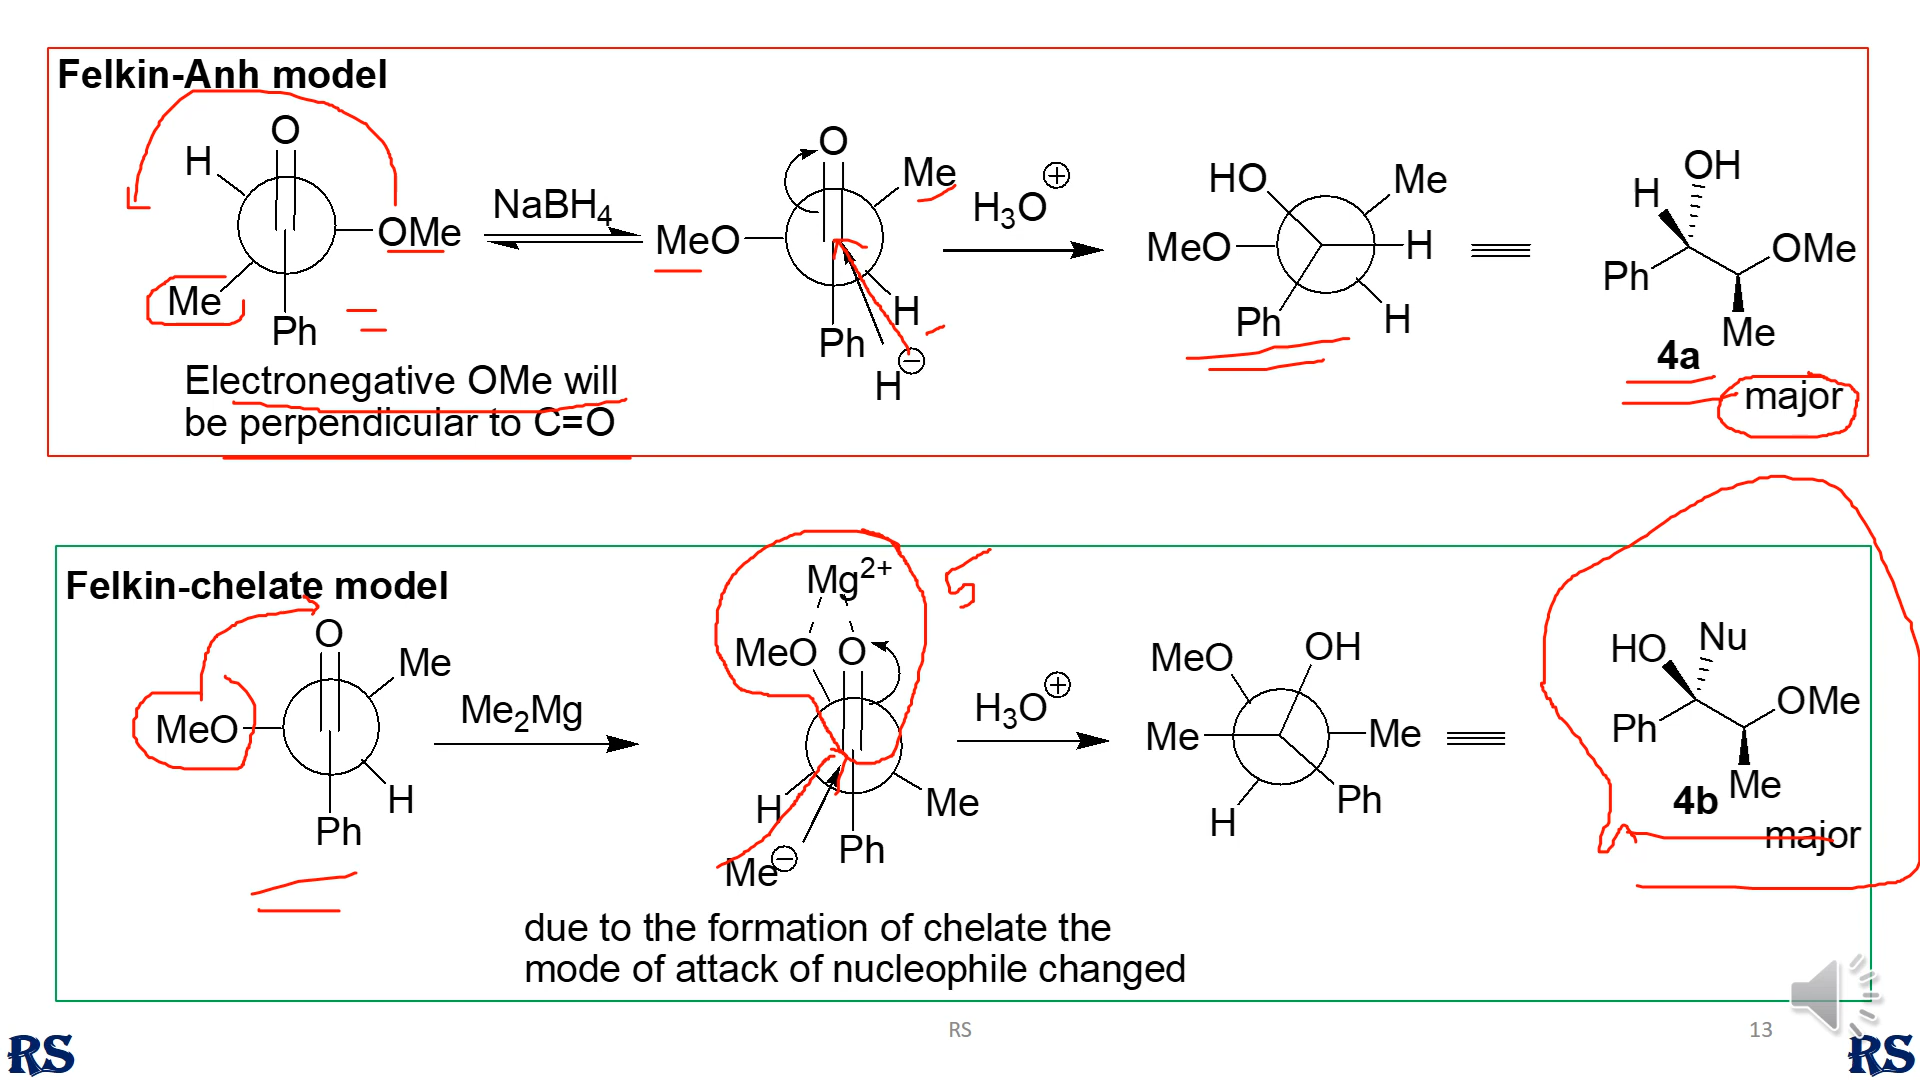 Felkin-Anh model
O
H
OMe
Me
Ph
NaBH4
O
Me
MeO
H
Ph
H⊖
H3O⊕
HO
Me
MeO
H
Ph
H
OH
H
OMe
Ph
Me
4a
major
Electronegative OMe will
be perpendicular to C=O
Felkin-chelate model
O
Me
MeO
H
Ph
Me2Mg
Mg2+
MeO
O
H
Me
Ph
Me⊖
H3O⊕
MeO
OH
Me
Me
H
Ph
HO
Nu
OMe
Ph
Me
4b
major
due to the formation of chelate the
mode of attack of nucleophile changed
RS
13
RS
RS